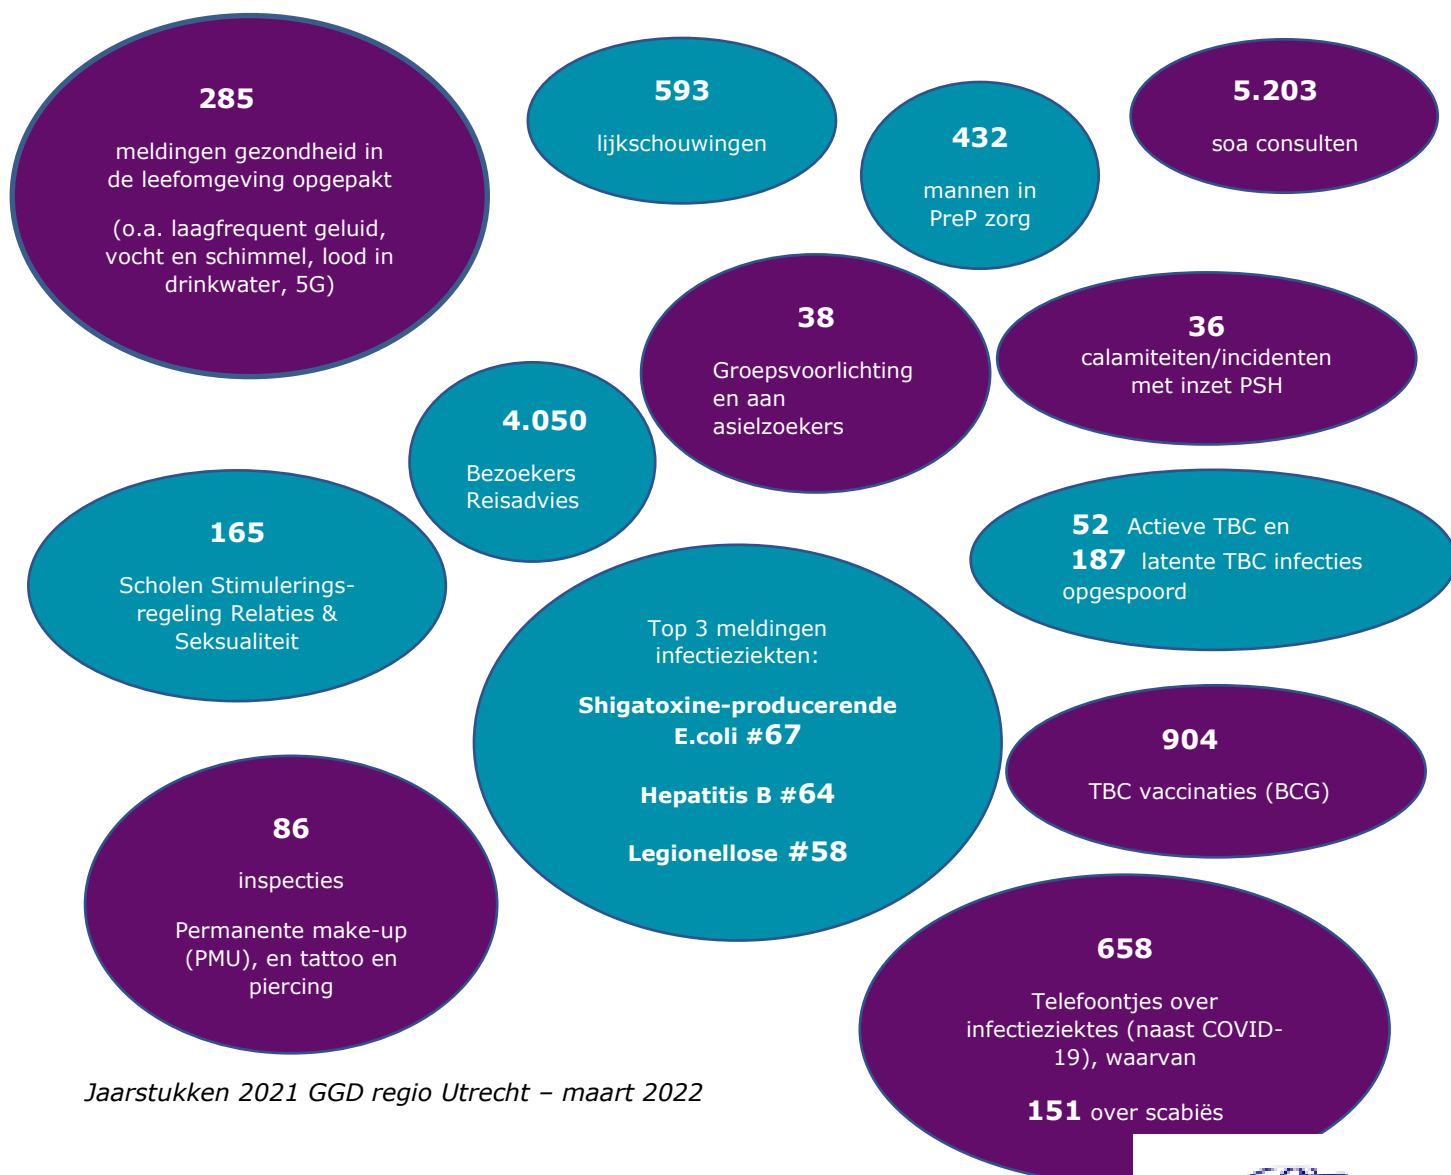 285
meldingen gezondheid in
de leefomgeving opgepakt
(o.a. laagfrequent geluid,
vocht en schimmel, lood in
drinkwater, 5G)
593
lijkschouwingen
432
mannen in
PreP zorg
5.203
soa consulten
38
Groepsvoorlichting
en aan
asielzoekers
36
calamiteiten/incidenten
met inzet PSH
4.050
Bezoekers
Reisadvies
165
Scholen Stimulerings-
regeling Relaties &
Seksualiteit
52 Actieve TBC en
187 latente TBC infecties
opgespoord
Top 3 meldingen
infectieziekten:
Shigatoxine-producerende
E.coli #67
Hepatitis B #64
Legionellose #58
904
TBC vaccinaties (BCG)
86
inspecties
Permanente make-up
(PMU), en tattoo en
piercing
658
Telefoontjes over
infectieziektes (naast COVID-
19), waarvan
151 over scabiës
Jaarstukken 2021 GGD regio Utrecht – maart 2022